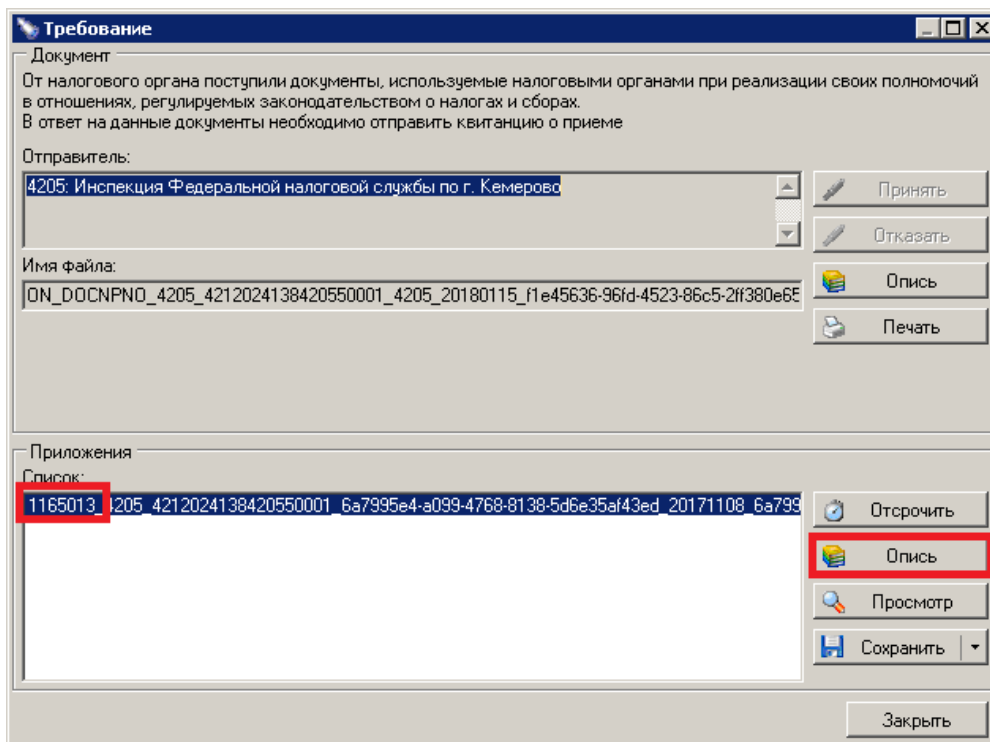 Требование
Документ
От налогового органа поступили документы, используемые налоговыми органами при реализации своих полномочий
в отношениях, регулируемых законодательством о налогах и сборах.
В ответ на данные документы необходимо отправить квитанцию о приеме
Отправитель:
4205: Инспекция Федеральной налоговой службы по г. Кемерово
Принять
Отказать
Имя файла:
ON_DOCNPNO_4205_4212024138420550001_4205_20180115_f1e45636-96fd-4523-86c5-2ff380e65
Опись
Печать
Приложения
Список:
1165013_4205_4212024138420550001_6a7995e4-a099-4768-8138-5d6e35af43ed_20171108_6a799
Отсрочить
Опись
Просмотр
Сохранить
Закрыть